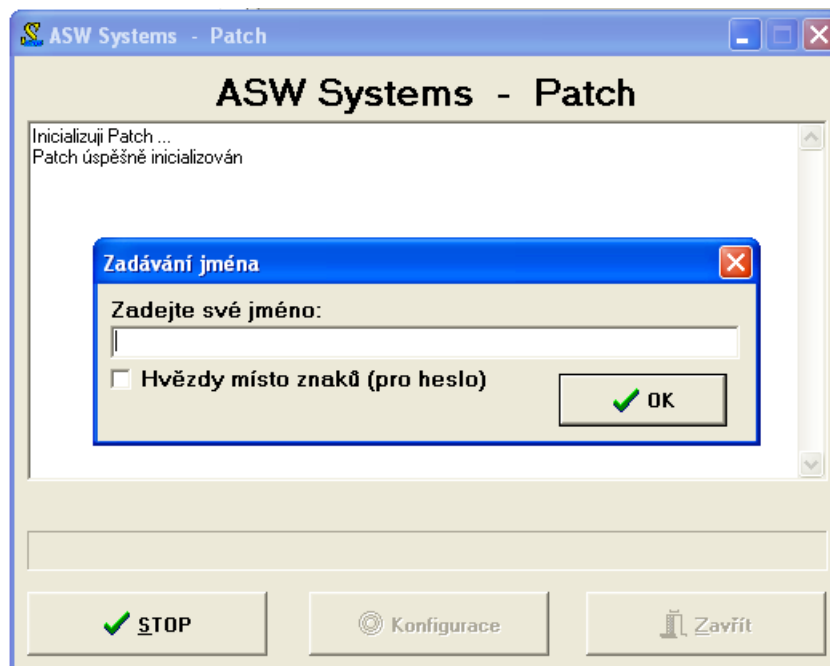 ASW Systems - Patch
ASW Systems - Patch
Inicializuji Patch ...
Patch úspěšně inicializován
Zadávání jména
Zadejte své jméno:
Hvězdy místo znaků (pro heslo)
OK
STOP
Konfigurace
Zavřít